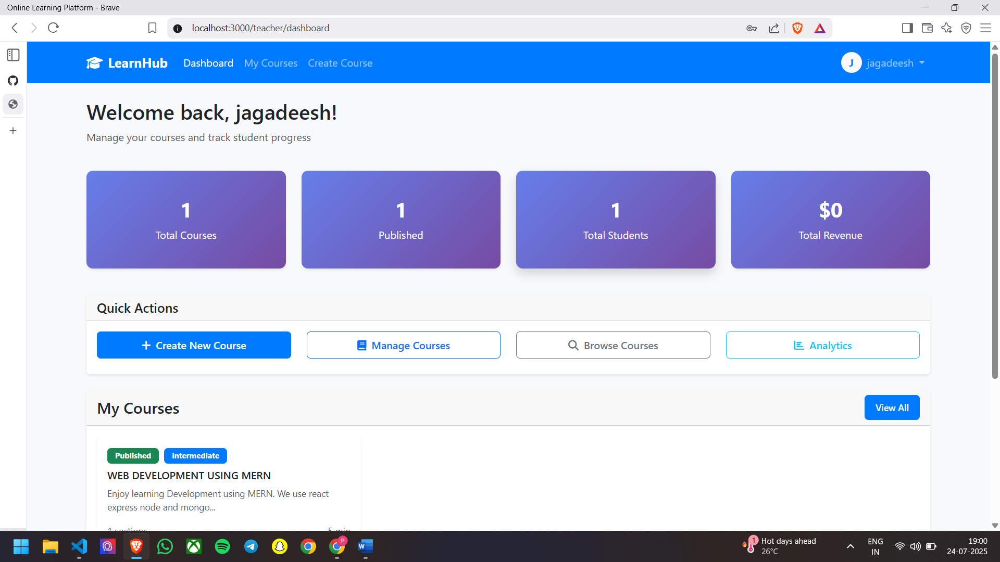 Online Learning Platform - Brave
localhost:3000/teacher/dashboard
LearnHub Dashboard My Courses Create Course J jagadeesh
Welcome back, jagadeesh!
Manage your courses and track student progress
1 1 1 $0
Total Courses Published Total Students Total Revenue
Quick Actions
Create New Course Manage Courses Browse Courses Analytics
My Courses View All
Published intermediate
WEB DEVELOPMENT USING MERN
Enjoy learning Development using MERN. We use react
express node and mongo...
1 sections 5 min
P
W
1 Hot days ahead
26°C
ENG
IN
19:00
24-07-2025